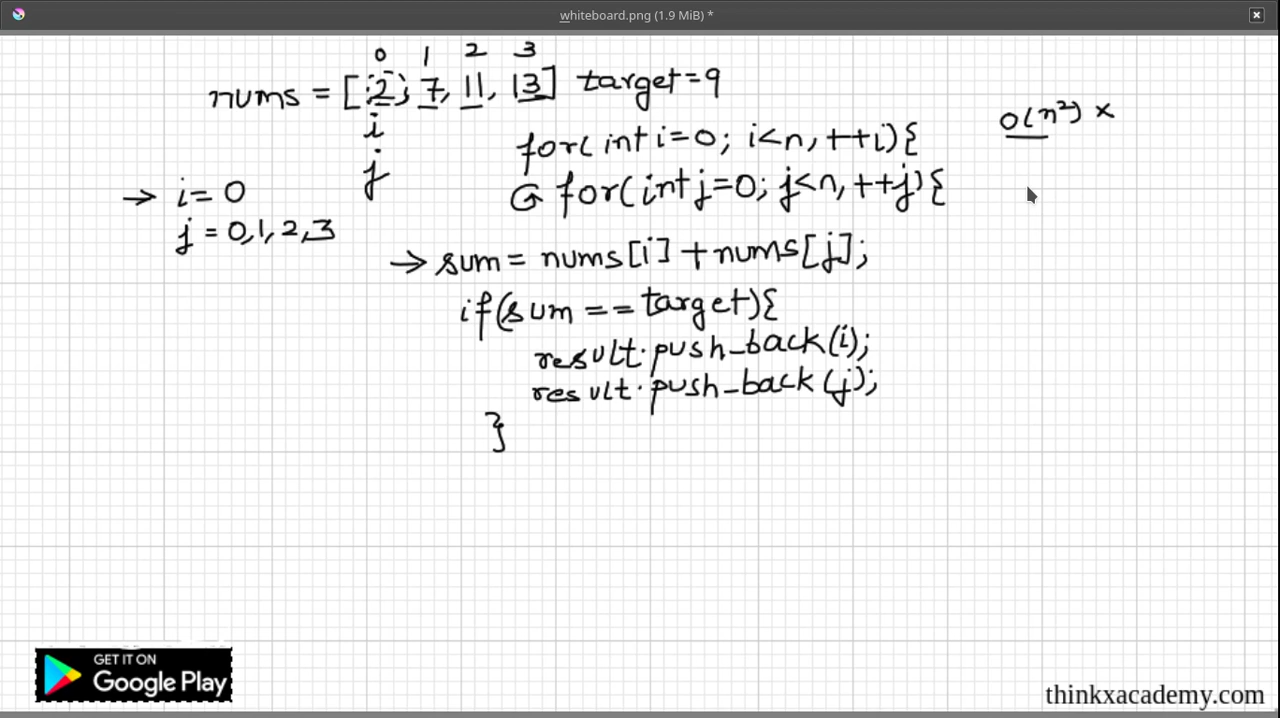 whiteboard.png (1.9 MiB) *
0 1 2 3
nums = [2, 7, 11, 13] target=9
i
j
O(n²) ×
for(int i=0; i<n, ++i){
for(int j=0; j<n, ++j){
→ i= 0
j = 0,1,2,3
→ sum = nums[i] + nums[j];
if(sum == target){
result.push_back(i);
result.push_back(j);
}
GET IT ON
Google Play
thinkxacademy.com